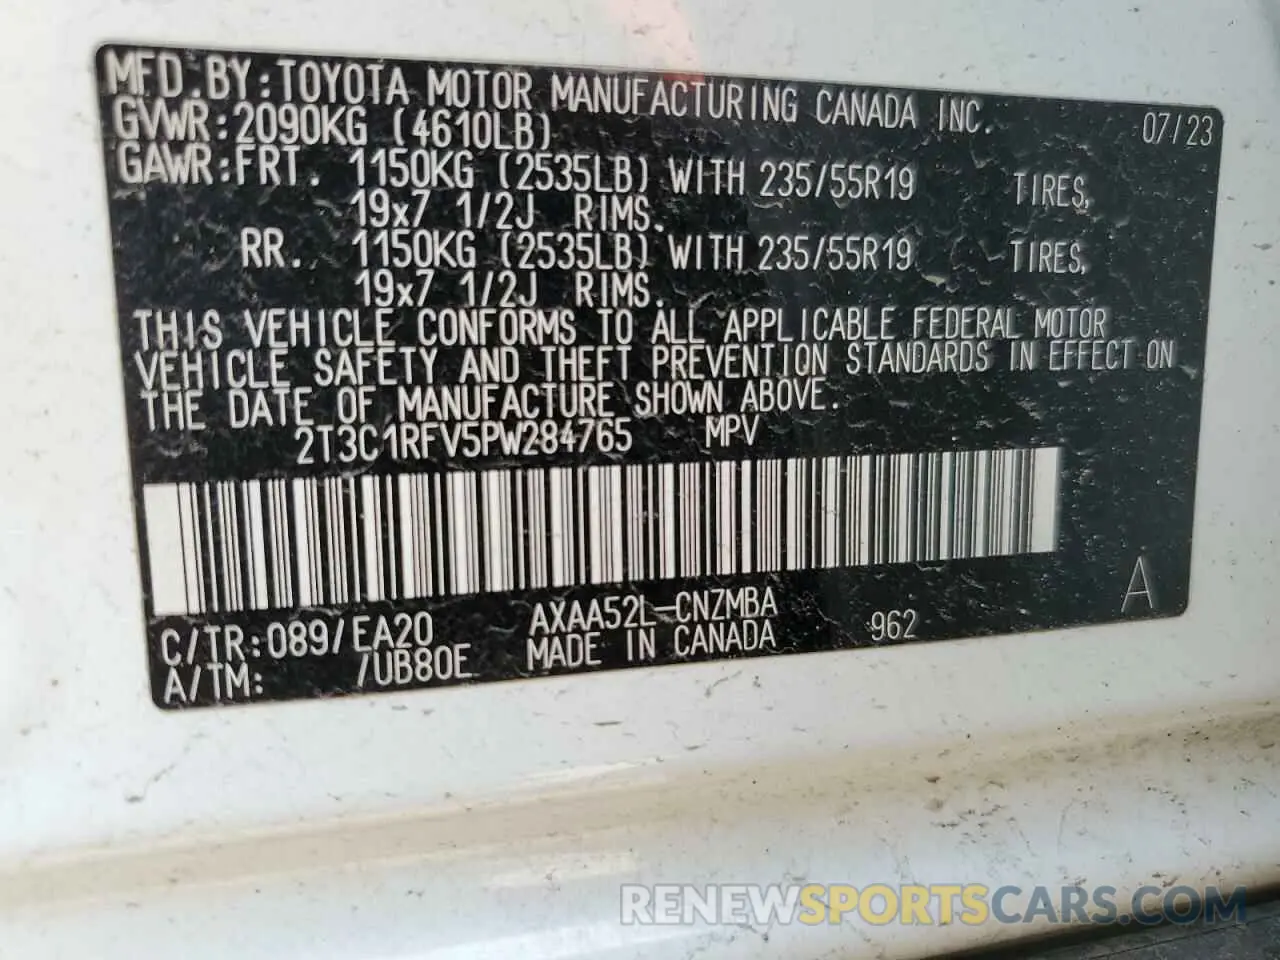 MFD.BY:TOYOTA MOTOR MANUFACTURING CANADA INC. 07/23
GVWR:2090KG (4610LB)
GAWR:FRT. 1150KG (2535LB) WITH 235/55R19 TIRES,
19x7 1/2J RIMS.
RR. 1150KG (2535LB) WITH 235/55R19 TIRES,
19x7 1/2J RIMS.
THIS VEHICLE CONFORMS TO ALL APPLICABLE FEDERAL MOTOR
VEHICLE SAFETY AND THEFT PREVENTION STANDARDS IN EFFECT ON
THE DATE OF MANUFACTURE SHOWN ABOVE.
2T3C1RFV5PW284765 MPV
A
C/TR:089/EA20 AXAA52L-CNZMBA 962
A/TM: /UB80E MADE IN CANADA
RENEWSPORTSCARS.COM